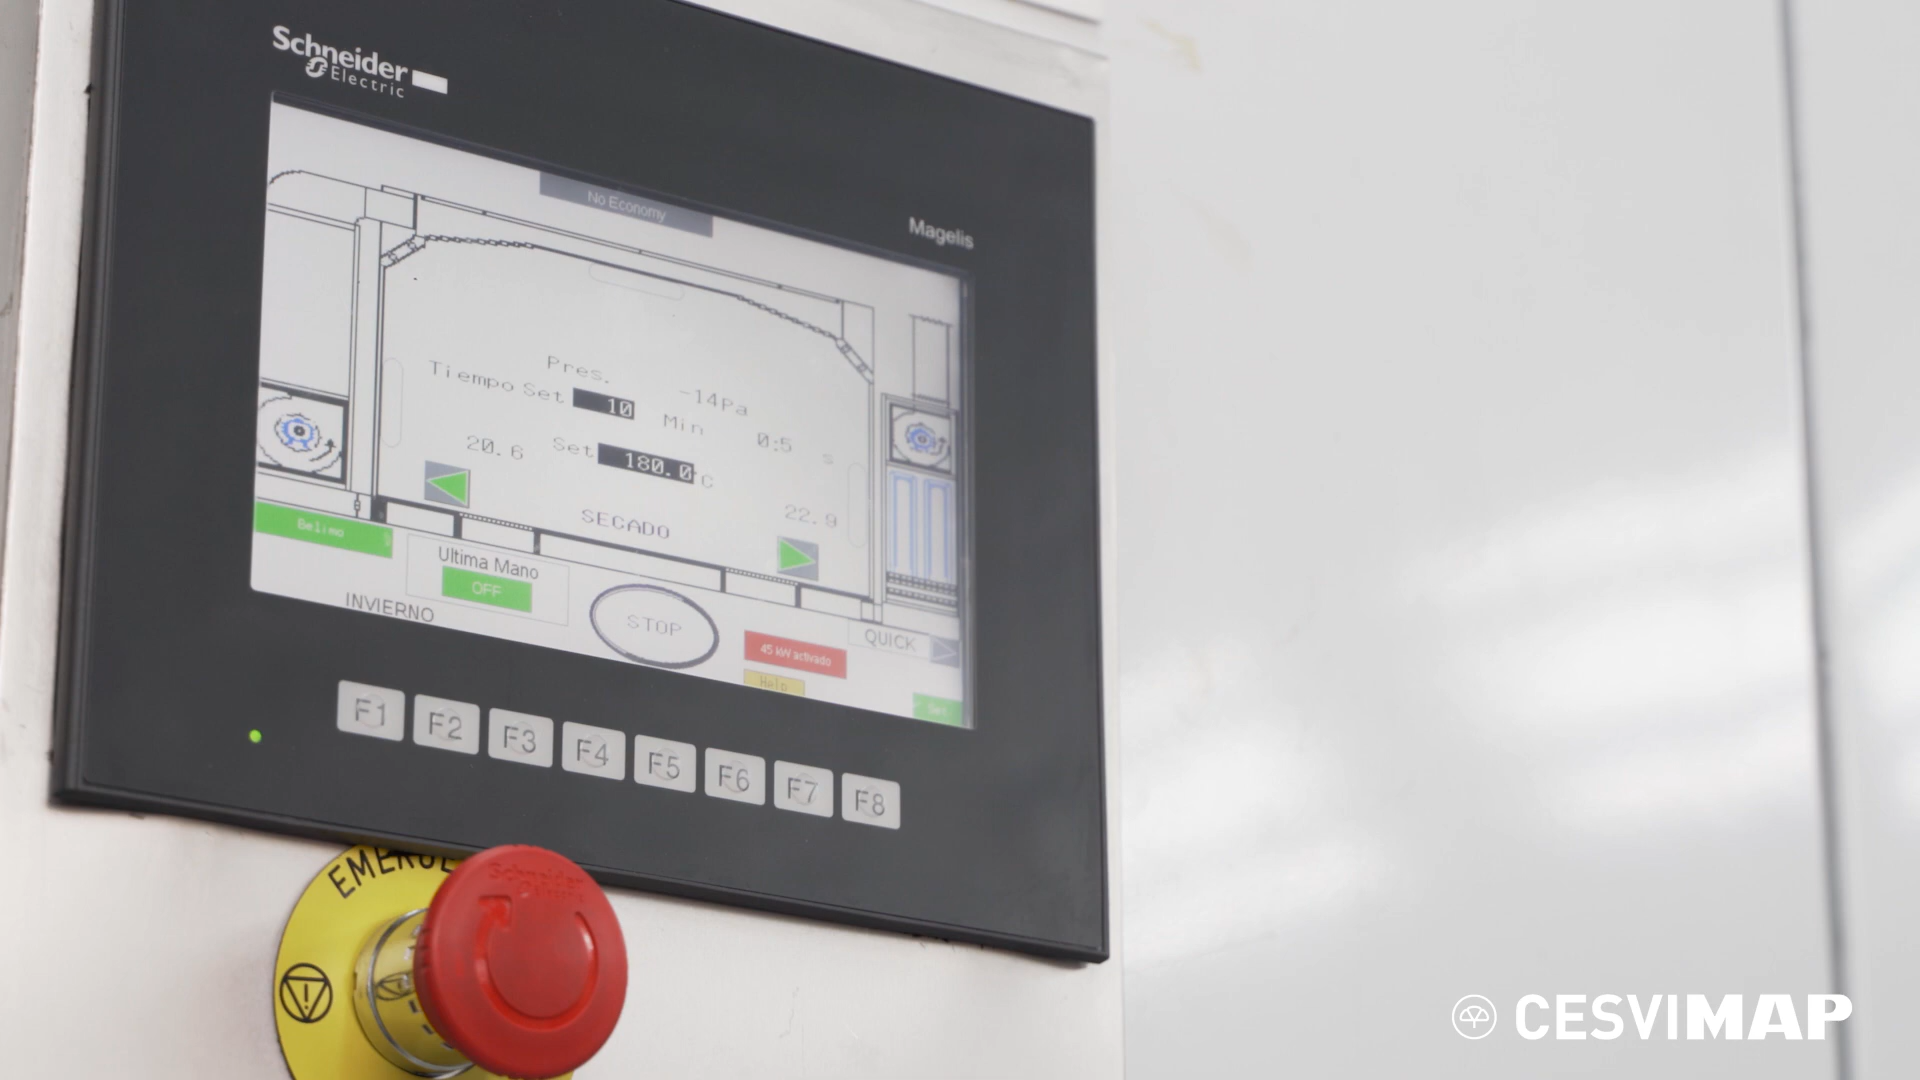 Schneider
Electric
Magelis
No Economy
Pres. -14Pa
Tiempo Set 10 Min 0:5 s
20.6 Set 180.0 C 22.9
SECADO
Belimo
Ultima Mano
OFF
INVIERNO
STOP
45 kW activado
QUICK
Help
Set
F1 F2 F3 F4 F5 F6 F7 F8
Schneider
Electric
CESVIMAP